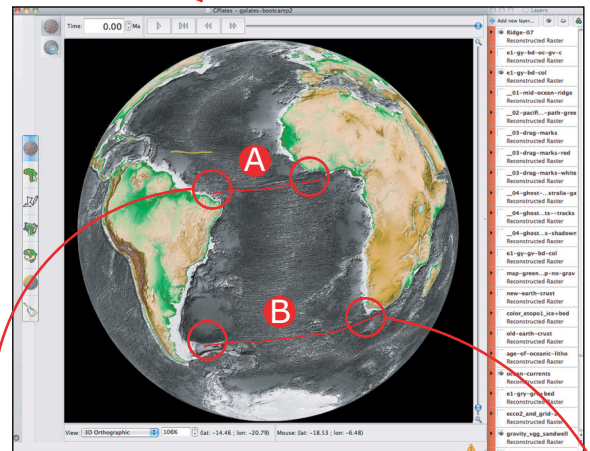 GPlates - gplates-bootcamp2
Layers
Time: 0.00 Ma
Add new layer...
Ridge-07
Reconstructed Raster
e1-gy-bd-oc-gv-c
Reconstructed Raster
e1-gy-bd-col
Reconstructed Raster
__01-mid-ocean-ridge
Reconstructed Raster
__02-pacifi...-path-gree
Reconstructed Raster
__03-drag-marks
Reconstructed Raster
__03-drag-marks-red
Reconstructed Raster
__03-drag-marks-white
Reconstructed Raster
__04-ghost-...stralia-ga
Reconstructed Raster
__04-ghost...ts--tracks
Reconstructed Raster
__04-ghost...s-shadown
Reconstructed Raster
e1-gy-gv-bd-col
Reconstructed Raster
map-green...p-no-grav
Reconstructed Raster
new-earth-crust
Reconstructed Raster
color_etopo1_ice+bed
Reconstructed Raster
old-earth-crust
Reconstructed Raster
age-of-oceanic-litho
Reconstructed Raster
ocean-currents
Reconstructed Raster
Reconstructed Raster
Reconstructed Raster
gravity_vgg_sandwell
Reconstructed Raster
A
B
View: 3D Orthographic 106% (lat: -14.46 ; lon: -20.79) Mouse: (lat: -18.53 ; lon: -6.48)